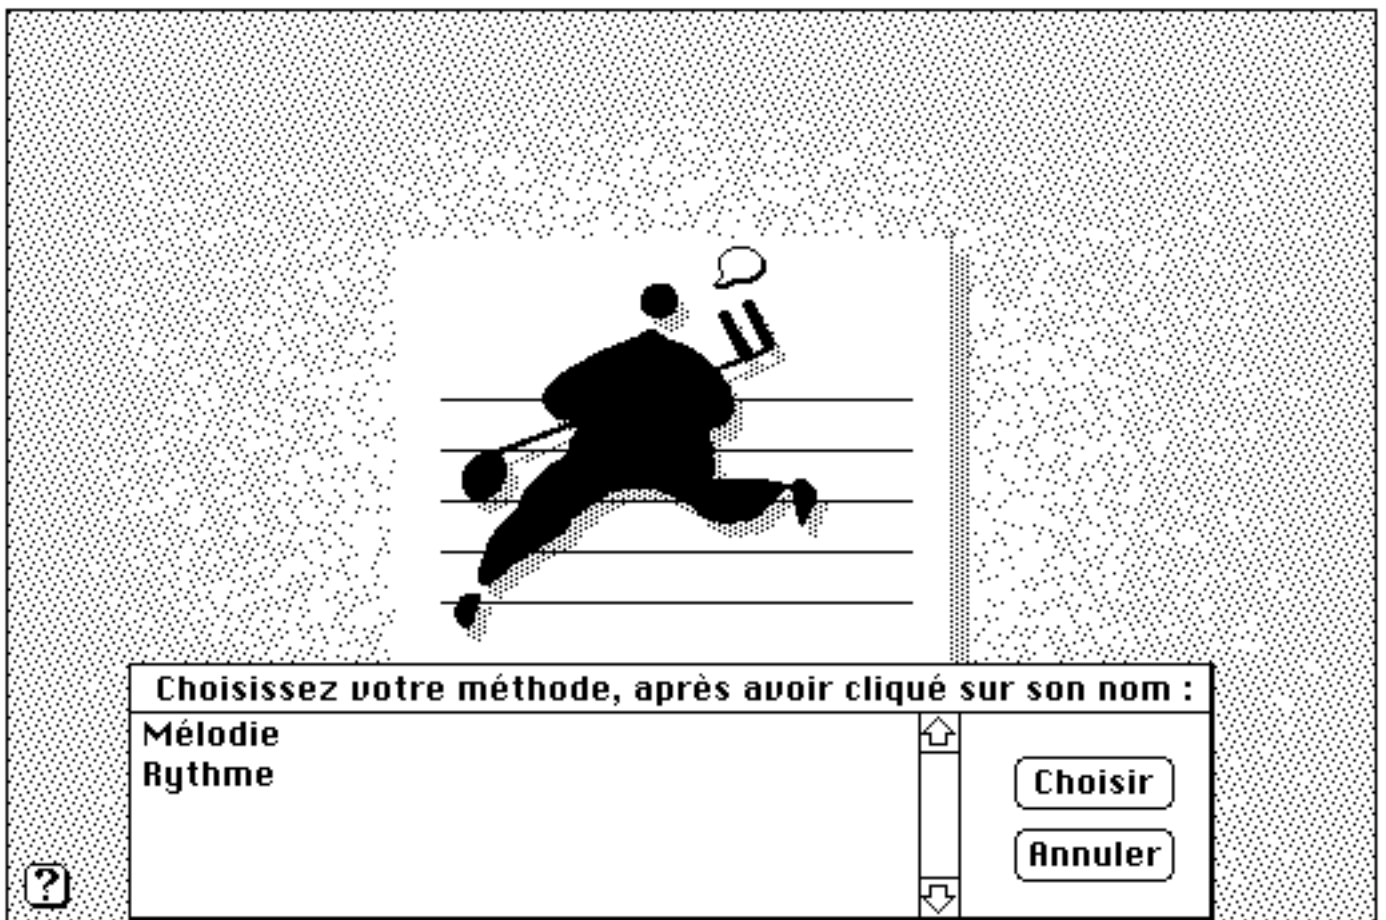 Choisissez votre méthode, après avoir cliqué sur son nom :
Mélodie
Rythme
Choisir
Annuler
?